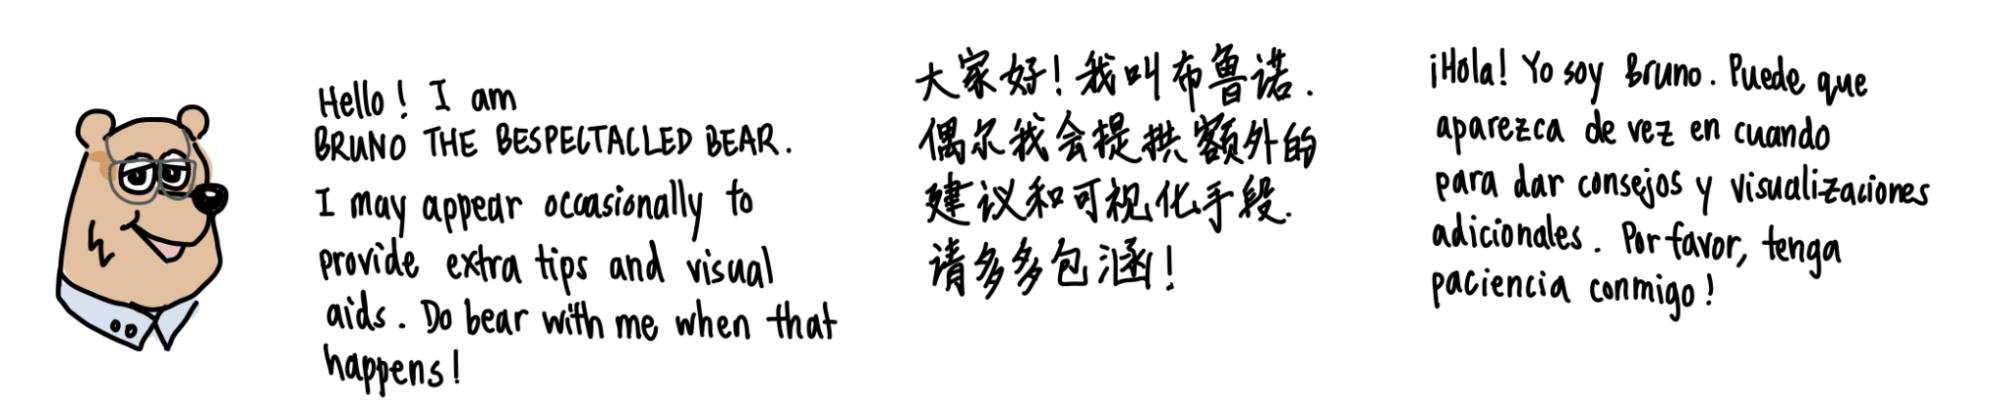 Hello! I am
BRUNO THE BESPECTACLED BEAR.
I may appear occasionally to
provide extra tips and visual
aids. Do bear with me when that
happens!
大家好!我叫布鲁诺.
偶尔我会提拱额外的
建议和可视化手段.
请多多包涵!
¡Hola! Yo soy Bruno. Puede que
aparezca de vez en cuando
para dar consejos y visualizaciones
adicionales. Por favor, tenga
paciencia conmigo!